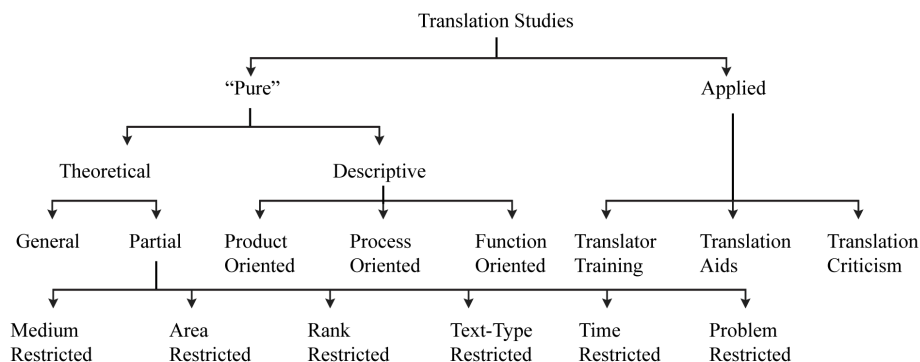 Translation Studies
“Pure”
Applied
Theoretical
Descriptive
General
Partial
Product
Oriented
Process
Oriented
Function
Oriented
Translator
Training
Translation
Aids
Translation
Criticism
Medium
Restricted
Area
Restricted
Rank
Restricted
Text-Type
Restricted
Time
Restricted
Problem
Restricted